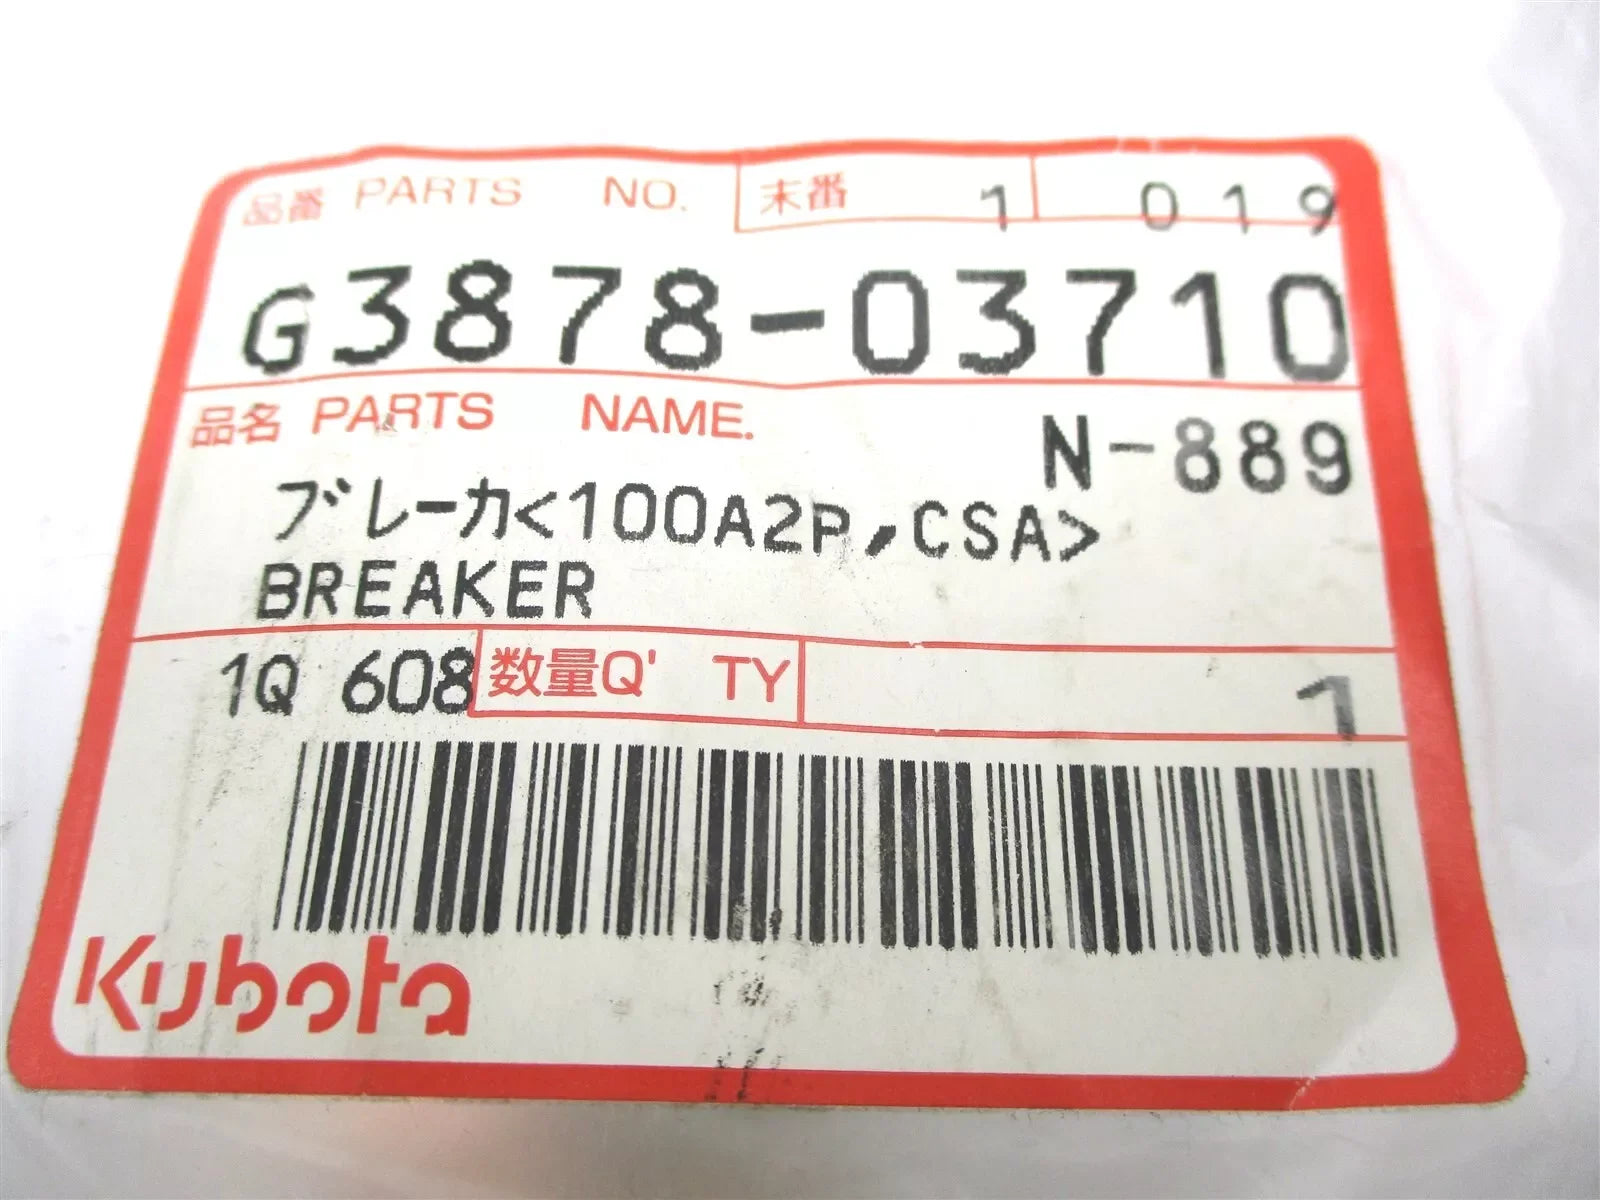 品番 PARTS NO. 末番 1 019
G3878-03710
品名 PARTS NAME. N-889
ブレーカ<100A2P,CSA>
BREAKER
1Q 608 数量Q'TY 1
Kubota